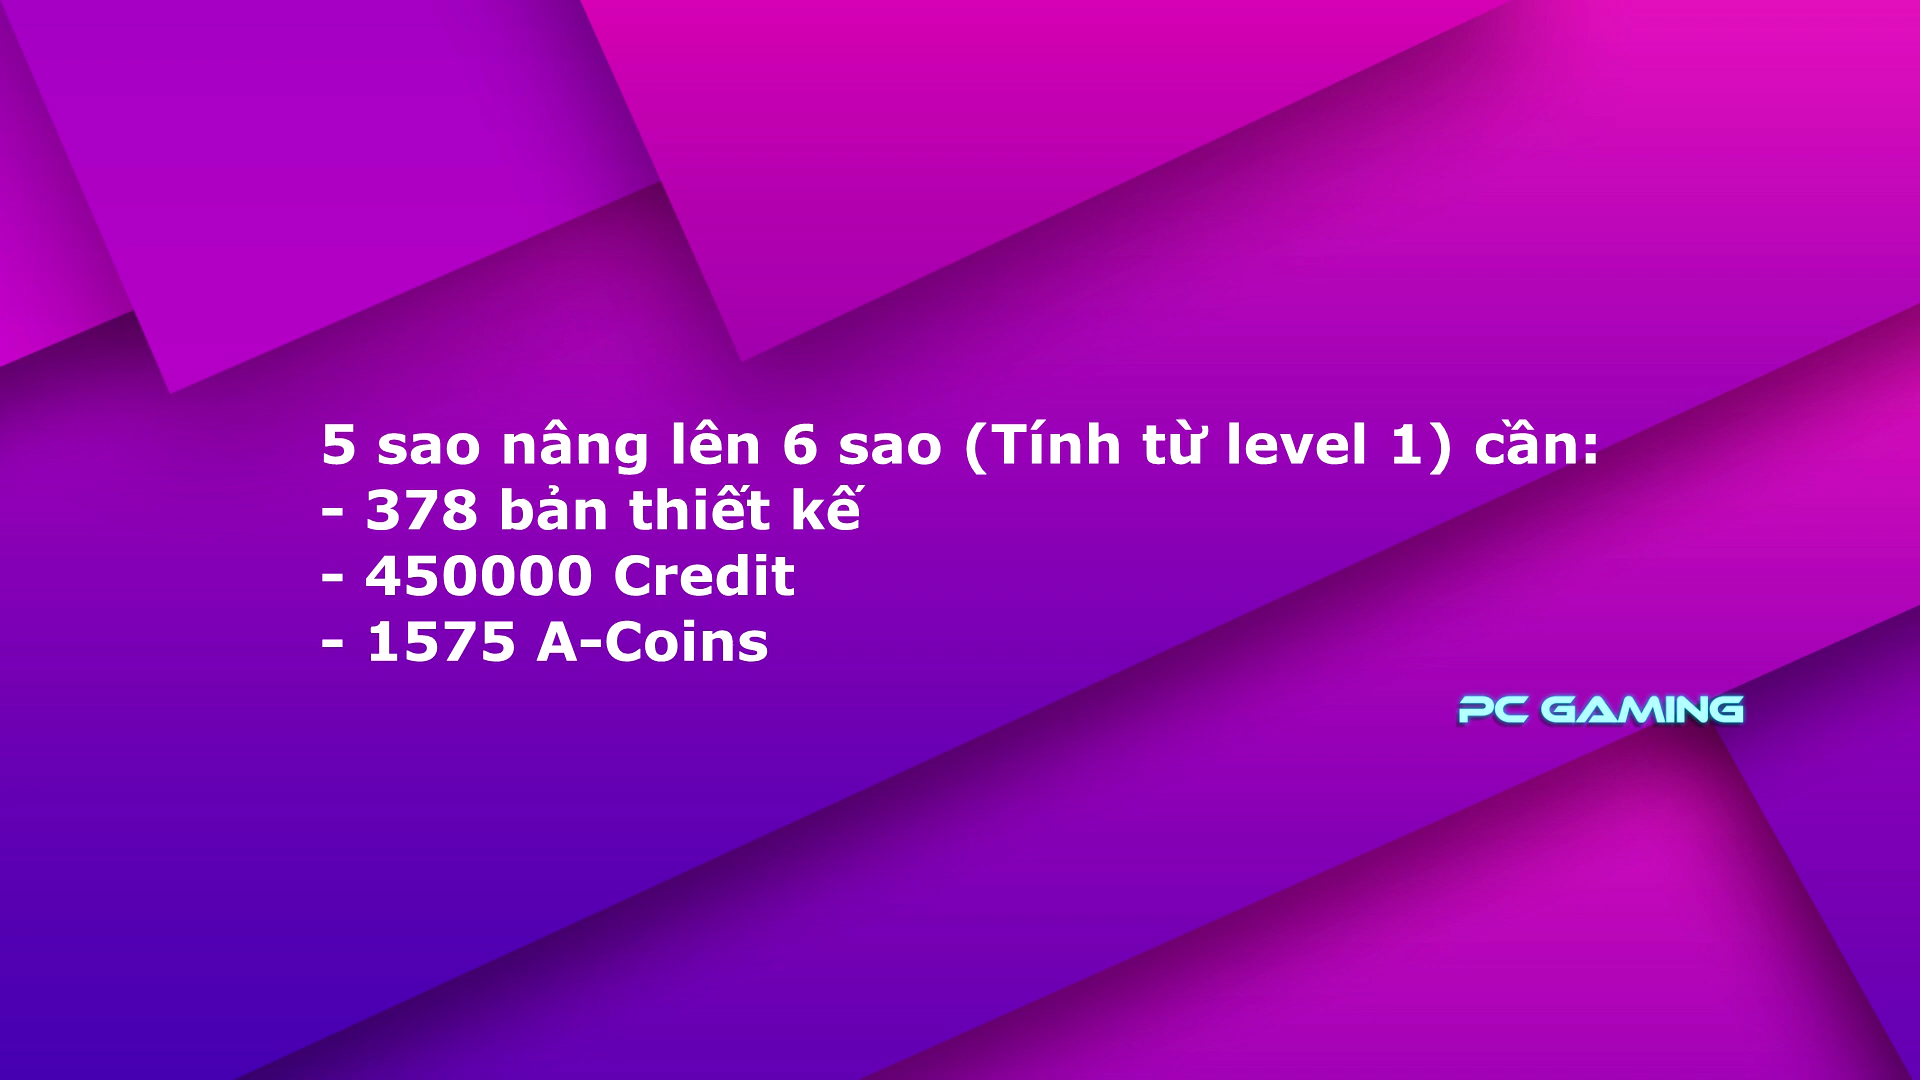 5 sao nâng lên 6 sao (Tính từ level 1) cần:
- 378 bản thiết kế
- 450000 Credit
- 1575 A-Coins
PC GAMING